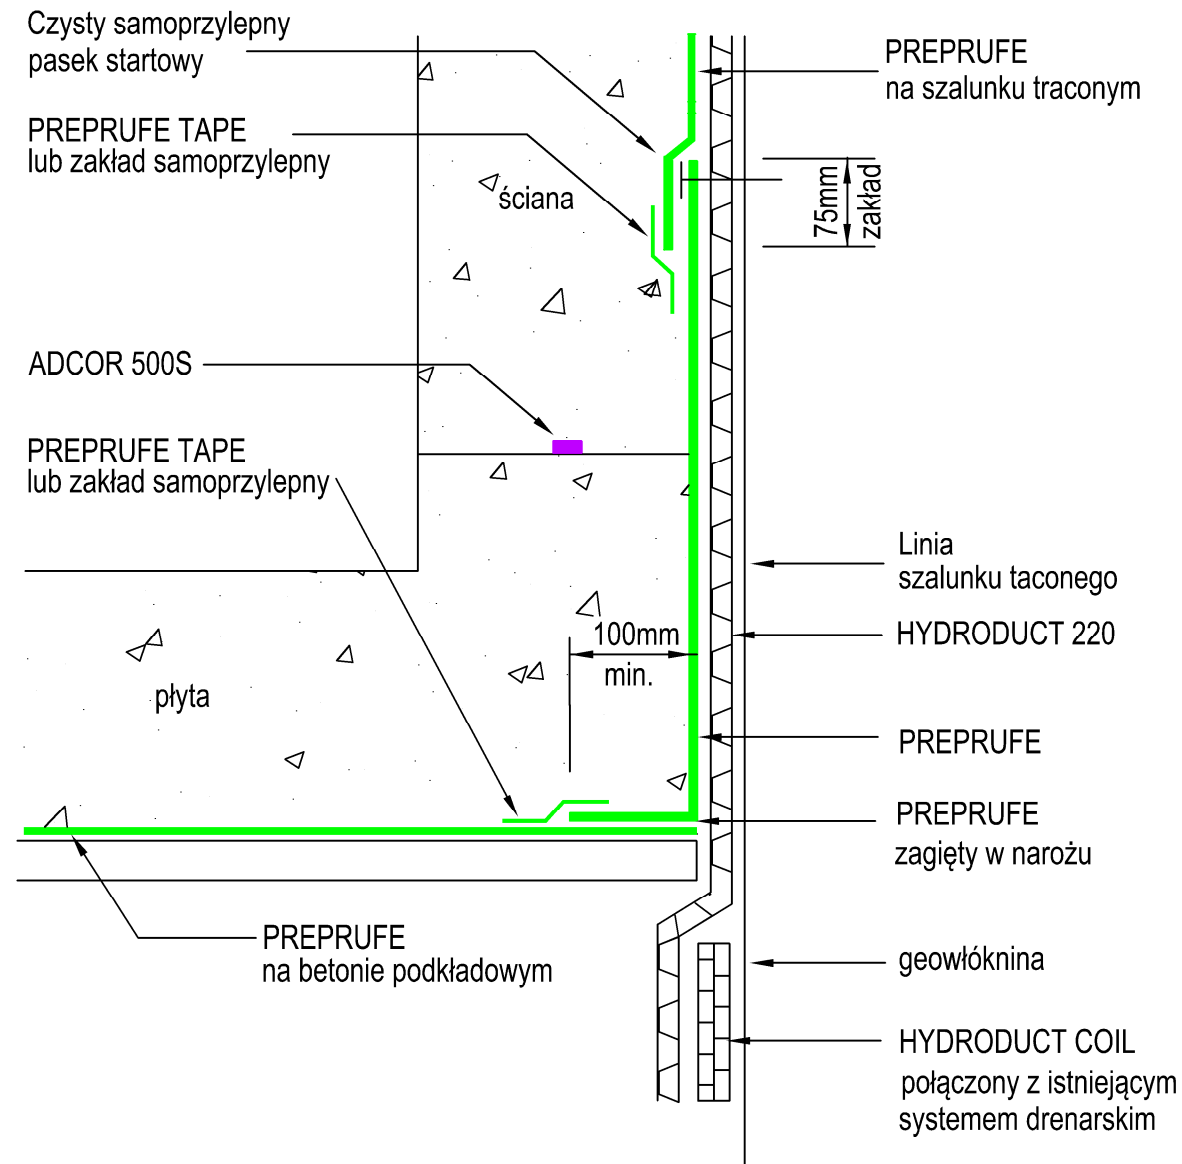 Czysty samoprzylepny
pasek startowy
PREPRUFE TAPE
lub zakład samoprzylepny
ściana
ADCOR 500S
PREPRUFE TAPE
lub zakład samoprzylepny
100mm
min.
płyta
PREPRUFE
na betonie podkładowym
PREPRUFE
na szalunku traconym
75mm
zakład
Linia
szalunku taconego
HYDRODUCT 220
PREPRUFE
PREPRUFE
zagięty w narożu
geowłóknina
HYDRODUCT COIL
połączony z istniejącym
systemem drenarskim